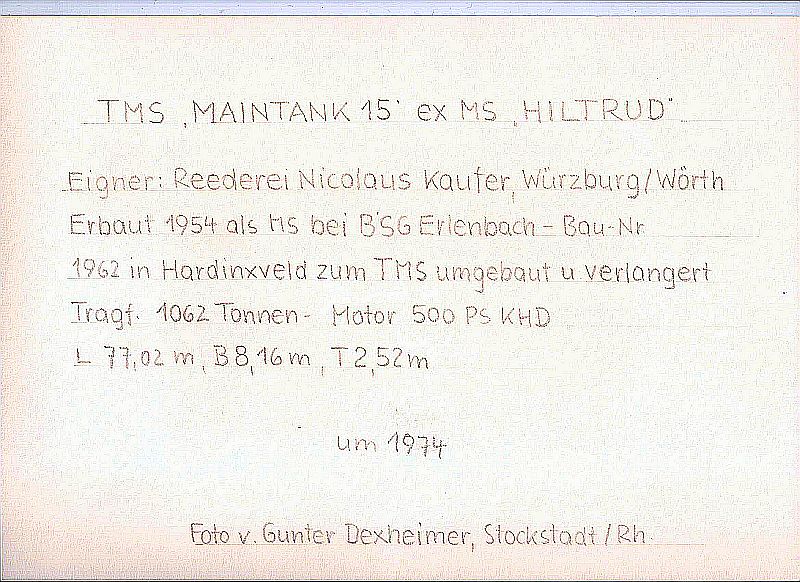 TMS ‚MAINTANK 15' ex MS „HILTRUD"
Eigner: Reederei Nicolaus Kaufer, Würzburg/Wörth
Erbaut 1954 als MS bei BSG Erlenbach - Bau-Nr
1962 in Hardinxveld zum TMS umgebaut u verlangert
Tragf. 1062 Tonnen - Motor 500 PS KHD
L 77,02 m, B 8,16 m, T 2,52 m
um 1974
Foto v. Gunter Dexheimer, Stockstadt/Rh.